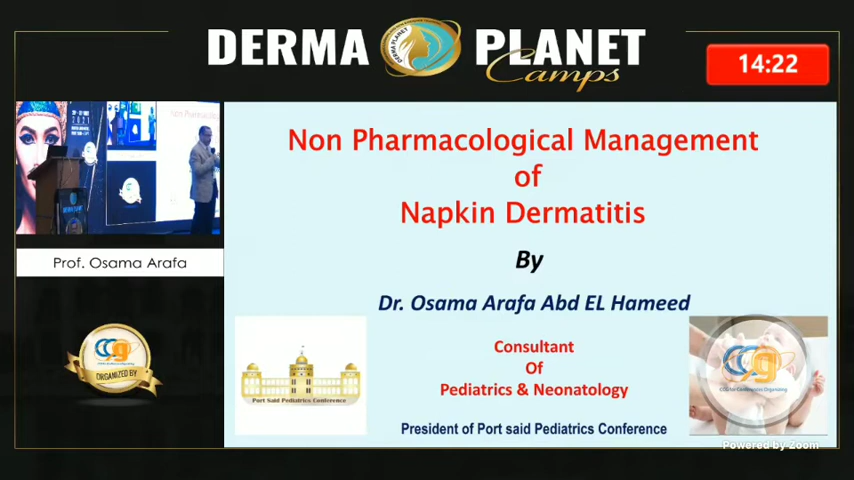 DERMA PLANET
Camps
14:22
2021
Non Pharmacological Management
of
Napkin Dermatitis
By
Dr. Osama Arafa Abd EL Hameed
Prof. Osama Arafa
Consultant
Of
Pediatrics & Neonatology
President of Port said Pediatrics Conference
Port Said Pediatrics Conference
ORGANIZED BY
Powered by Zoom